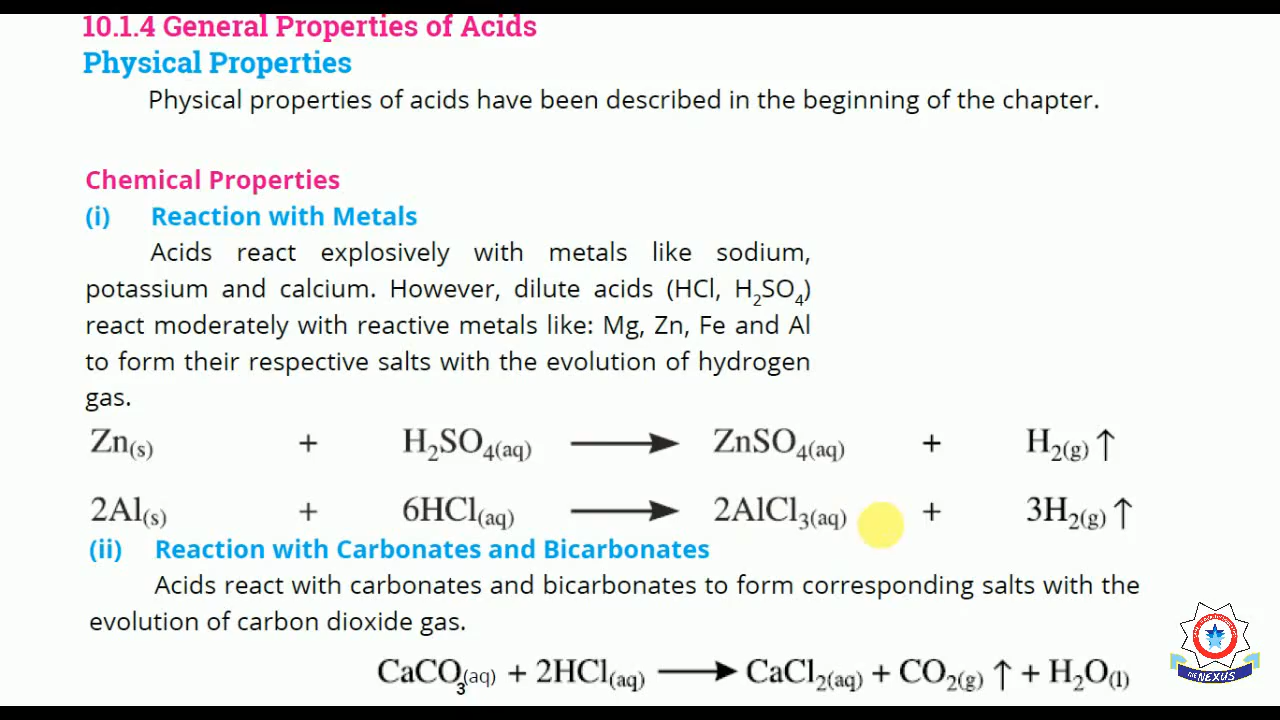 10.1.4 General Properties of Acids
Physical Properties
Physical properties of acids have been described in the beginning of the chapter.
Chemical Properties
(i) Reaction with Metals
Acids react explosively with metals like sodium,
potassium and calcium. However, dilute acids (HCl, H₂SO₄)
react moderately with reactive metals like: Mg, Zn, Fe and Al
to form their respective salts with the evolution of hydrogen
gas.
Zn(s) + H₂SO₄(aq) ⟶ ZnSO₄(aq) + H₂(g) ↑
2Al(s) + 6HCl(aq) ⟶ 2AlCl₃(aq) + 3H₂(g) ↑
(ii) Reaction with Carbonates and Bicarbonates
Acids react with carbonates and bicarbonates to form corresponding salts with the
evolution of carbon dioxide gas.
CaCO₃(aq) + 2HCl(aq) ⟶ CaCl₂(aq) + CO₂(g) ↑ + H₂O(l)
THE NEXUS